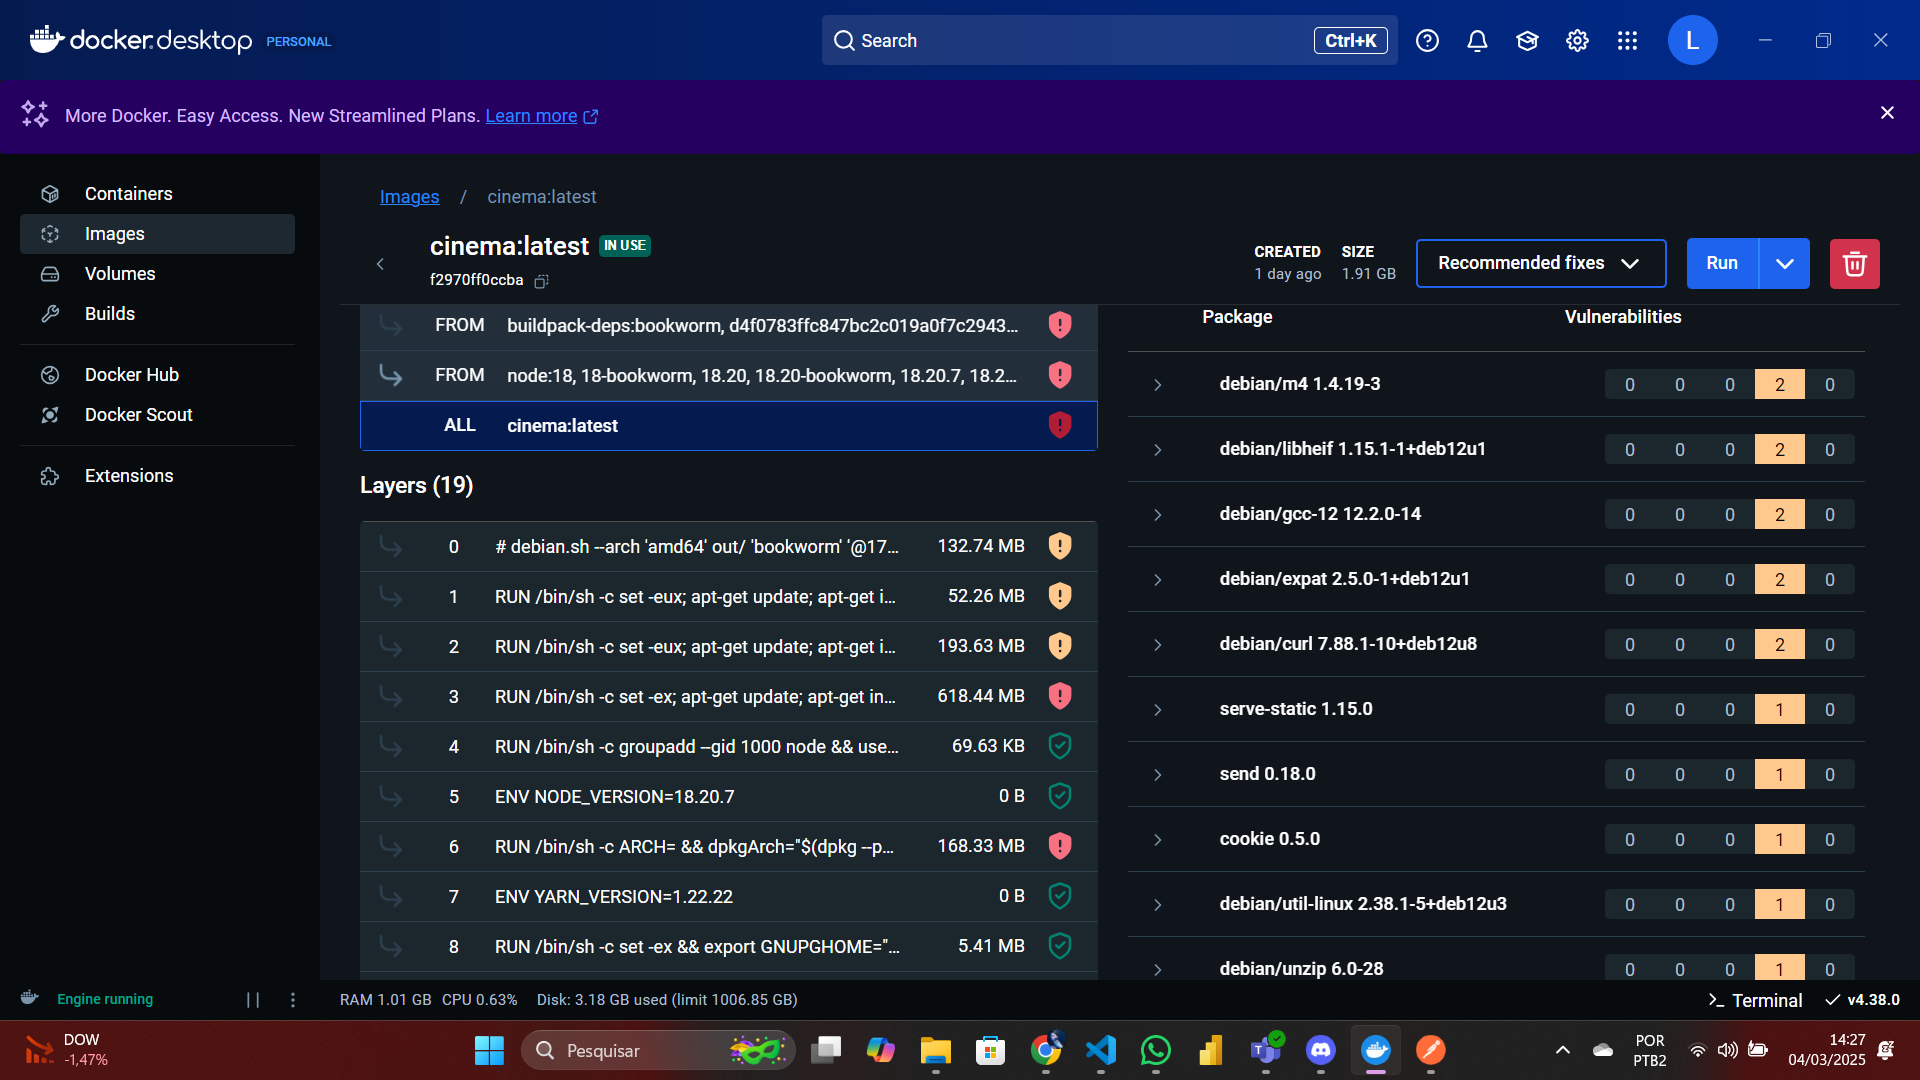 docker.desktop PERSONAL
Search
Ctrl+K
L
More Docker. Easy Access. New Streamlined Plans. Learn more
Containers
Images
Volumes
Builds
Docker Hub
Docker Scout
Extensions
Images / cinema:latest
cinema:latest IN USE
f2970ff0ccba
CREATED
1 day ago
SIZE
1.91 GB
Recommended fixes
Run
FROM buildpack-deps:bookworm, d4f0783ffc847bc2c019a0f7c2943...
FROM node:18, 18-bookworm, 18.20, 18.20-bookworm, 18.20.7, 18.2...
ALL cinema:latest
Layers (19)
0 # debian.sh --arch 'amd64' out/ 'bookworm' '@17... 132.74 MB
1 RUN /bin/sh -c set -eux; apt-get update; apt-get i... 52.26 MB
2 RUN /bin/sh -c set -eux; apt-get update; apt-get i... 193.63 MB
3 RUN /bin/sh -c set -ex; apt-get update; apt-get in... 618.44 MB
4 RUN /bin/sh -c groupadd --gid 1000 node && use... 69.63 KB
5 ENV NODE_VERSION=18.20.7 0 B
6 RUN /bin/sh -c ARCH= && dpkgArch="$(dpkg --p... 168.33 MB
7 ENV YARN_VERSION=1.22.22 0 B
8 RUN /bin/sh -c set -ex && export GNUPGHOME="... 5.41 MB
Package Vulnerabilities
debian/m4 1.4.19-3 0 0 0 2 0
debian/libheif 1.15.1-1+deb12u1 0 0 0 2 0
debian/gcc-12 12.2.0-14 0 0 0 2 0
debian/expat 2.5.0-1+deb12u1 0 0 0 2 0
debian/curl 7.88.1-10+deb12u8 0 0 0 2 0
serve-static 1.15.0 0 0 0 1 0
send 0.18.0 0 0 0 1 0
cookie 0.5.0 0 0 0 1 0
debian/util-linux 2.38.1-5+deb12u3 0 0 0 1 0
debian/unzip 6.0-28 0 0 0 1 0
Engine running
RAM 1.01 GB CPU 0.63% Disk: 3.18 GB used (limit 1006.85 GB)
Terminal
v4.38.0
DOW
-1,47%
Pesquisar
POR
PTB2
14:27
04/03/2025